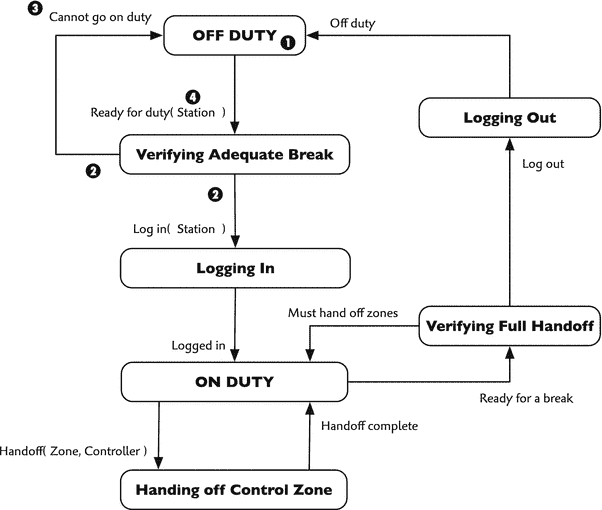 3 Cannot go on duty
Off duty
OFF DUTY 1
4
Ready for duty( Station )
Logging Out
Verifying Adequate Break
2
2
Log out
Log in( Station )
Logging In
Must hand off zones
Verifying Full Handoff
Logged in
ON DUTY
Ready for a break
Handoff complete
Handoff( Zone, Controller )
Handing off Control Zone